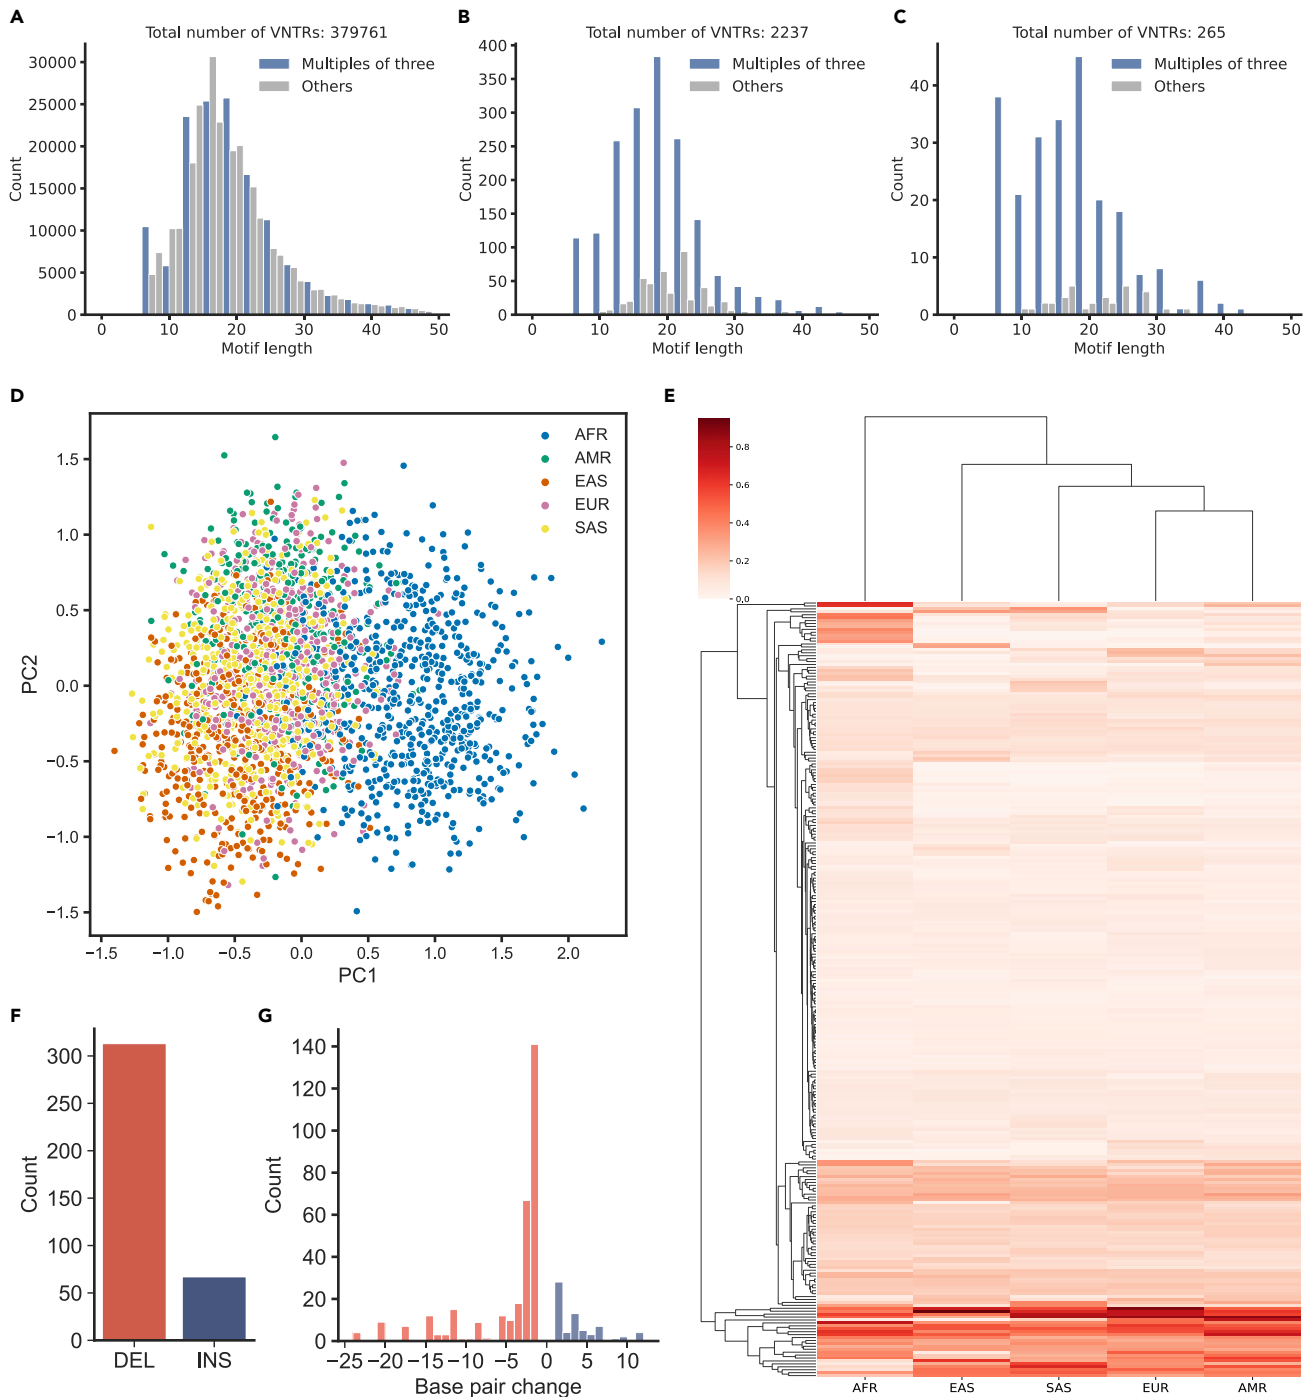 A
Total number of VNTRs: 379761
Multiples of three
Others
Count
30000
25000
20000
15000
10000
5000
0
0 10 20 30 40 50
Motif length
B
Total number of VNTRs: 2237
Multiples of three
Others
Count
400
350
300
250
200
150
100
50
0
0 10 20 30 40 50
Motif length
C
Total number of VNTRs: 265
Multiples of three
Others
Count
40
30
20
10
0
0 10 20 30 40 50
Motif length
D
AFR
AMR
EAS
EUR
SAS
PC2
1.5
1.0
0.5
0.0
−0.5
−1.0
−1.5
−1.5 −1.0 −0.5 0.0 0.5 1.0 1.5 2.0
PC1
E
0.8
0.6
0.4
0.2
0.0
AFR EAS SAS EUR AMR
F
Count
300
250
200
150
100
50
0
DEL INS
G
Count
140
120
100
80
60
40
20
0
−25 −20 −15 −10 −5 0 5 10
Base pair change